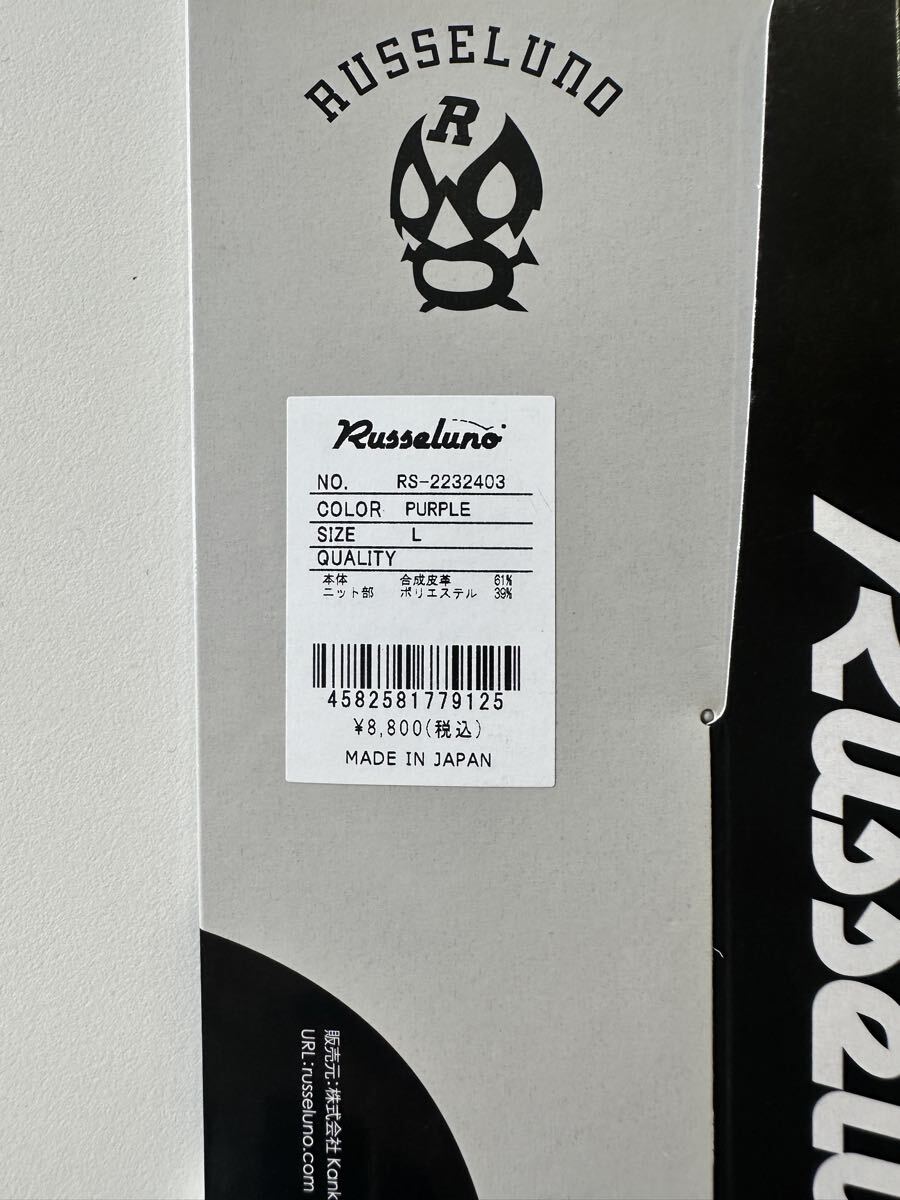 RUSSELUNO
R
Russeluno
NO. RS-2232403
COLOR PURPLE
SIZE L
QUALITY
本体 合成皮革 61%
ニット部 ポリエステル 39%
4582581779125
¥8,800(税込)
MADE IN JAPAN
販売元:株式会社 Kank
URL:russeluno.com
Russelu